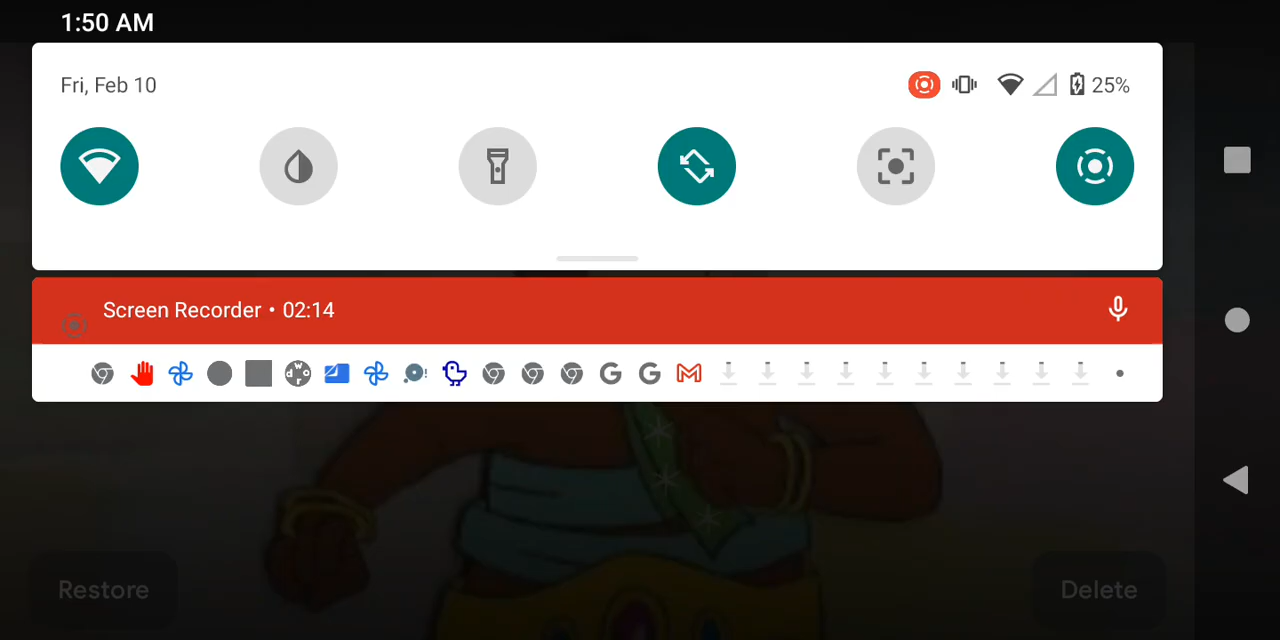 1:50 AM
Fri, Feb 10
25%
Screen Recorder • 02:14
Restore
Delete